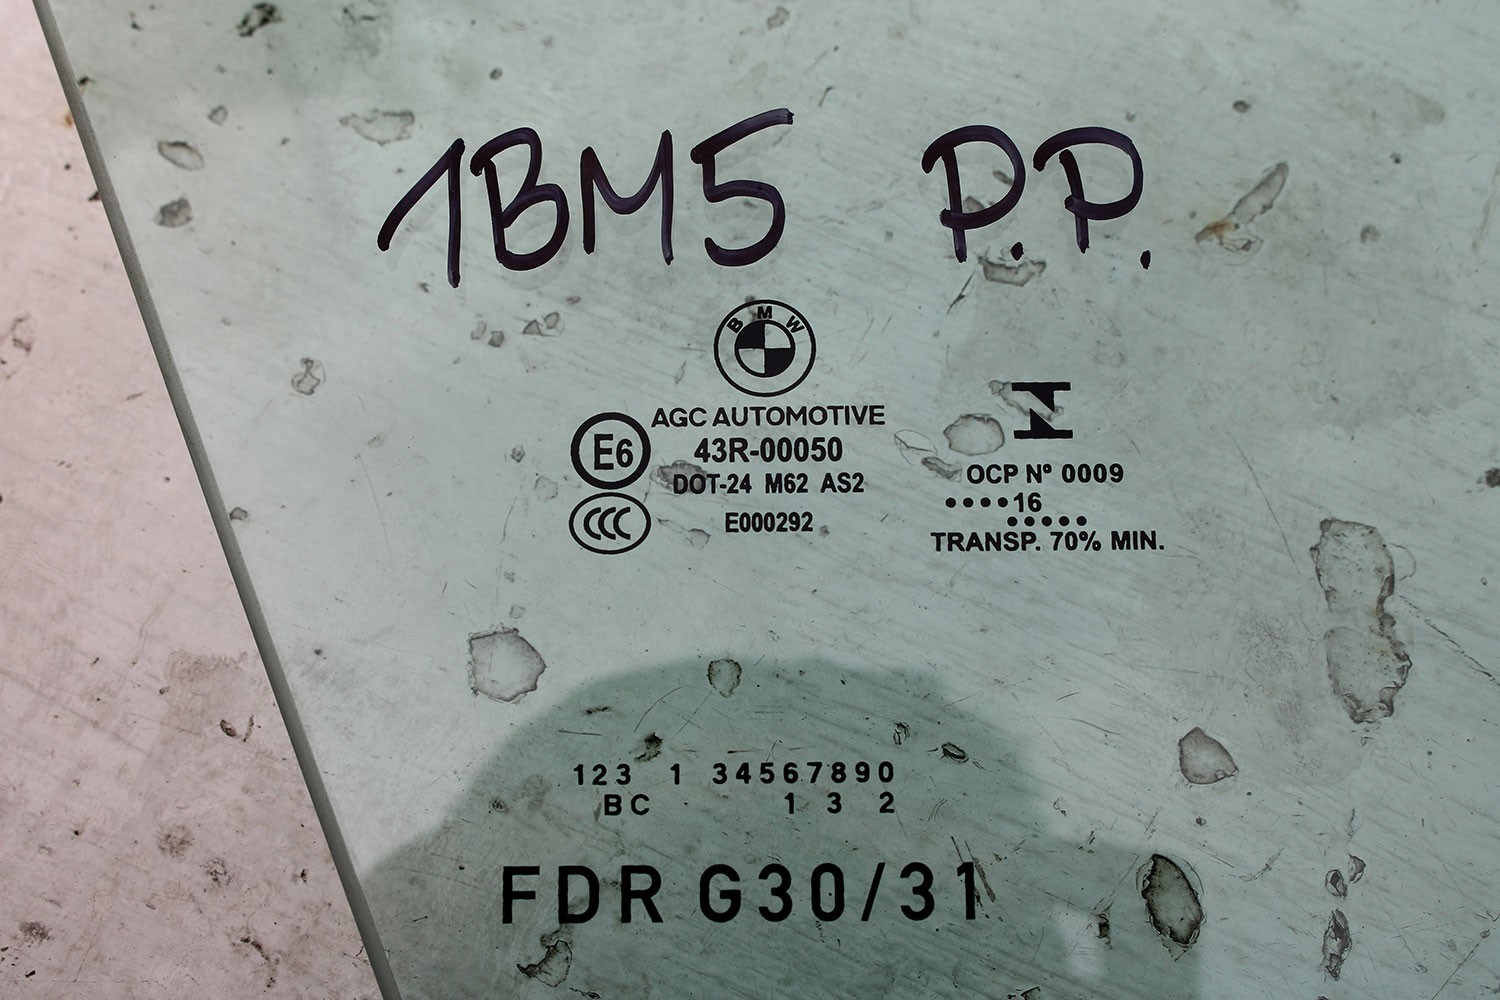 1BM5 P.P.
BMW
AGC AUTOMOTIVE
E6
43R-00050
DOT-24 M62 AS2
CCC
E000292
N
OCP Nº 0009
••••16
•••••
TRANSP. 70% MIN.
123 1 34567890
BC 1 3 2
FDR G30/31